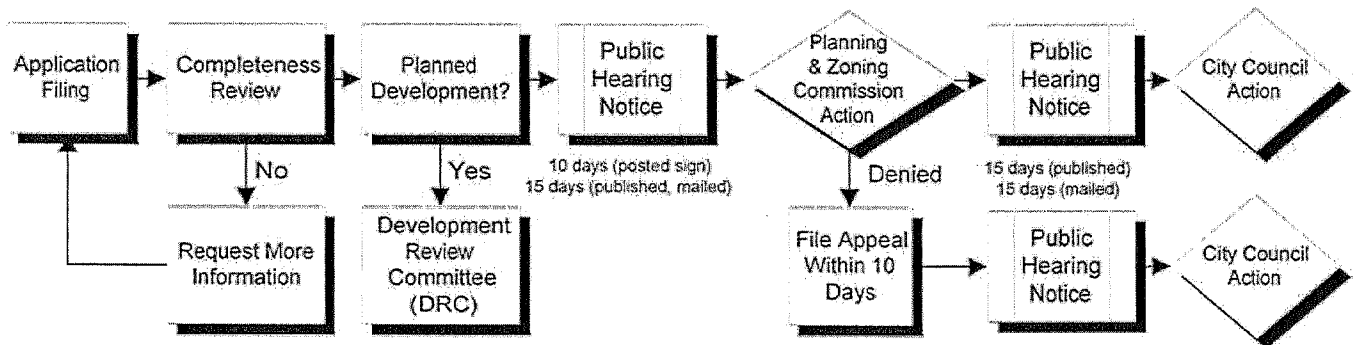 Application
Filing
Completeness
Review
Planned
Development?
Public
Hearing
Notice
Planning
& Zoning
Commission
Action
Public
Hearing
Notice
City Council
Action
No
Yes
10 days (posted sign)
15 days (published, mailed)
Denied
15 days (published)
15 days (mailed)
Request More
Information
Development
Review
Committee
(DRC)
File Appeal
Within 10
Days
Public
Hearing
Notice
City Council
Action